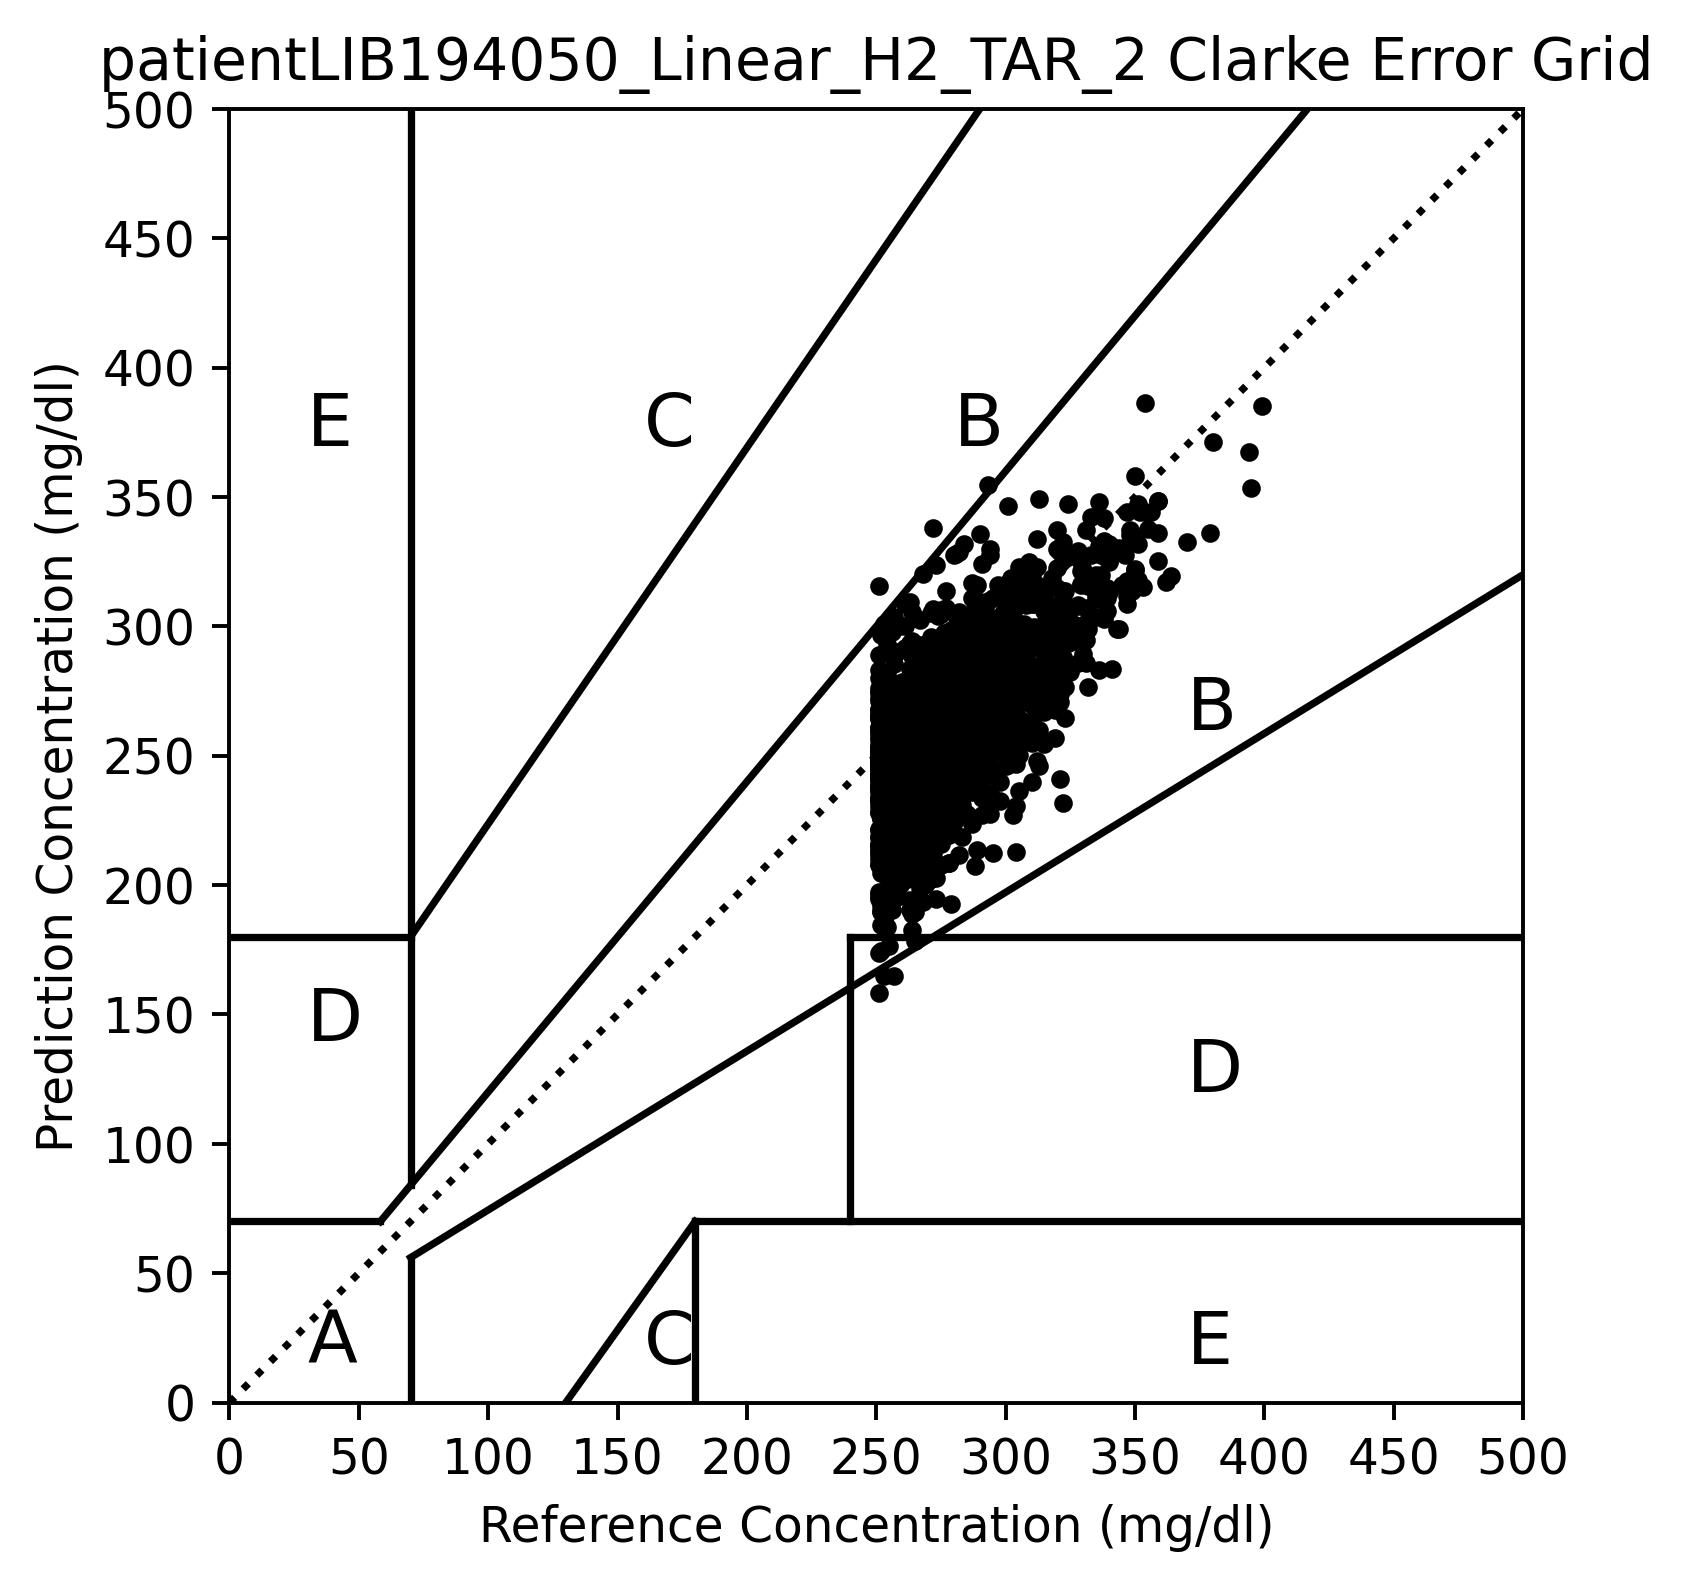 patientLIB194050_Linear_H2_TAR_2 Clarke Error Grid
500
450
400
350
300
250
200
150
100
50
0
Prediction Concentration (mg/dl)
E
C
B
B
D
D
A
C
E
0 50 100 150 200 250 300 350 400 450 500
Reference Concentration (mg/dl)